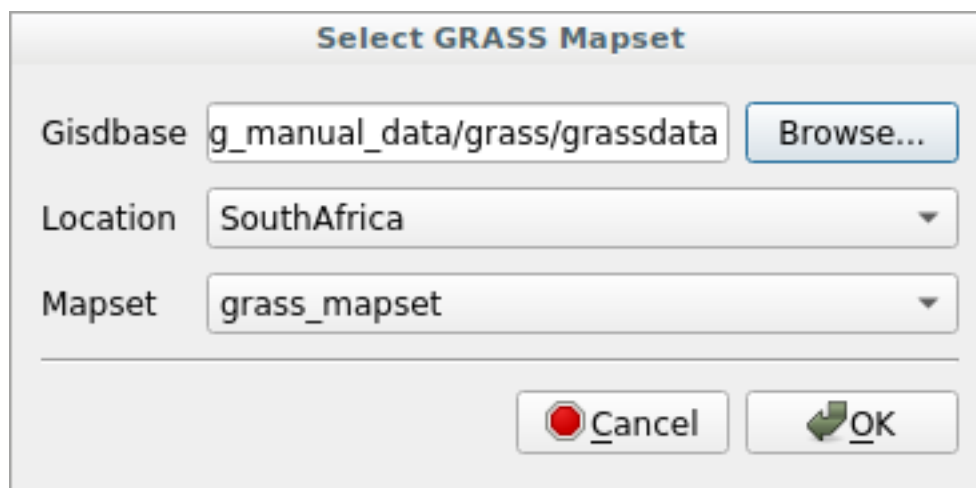 Select GRASS Mapset
Gisdbase g_manual_data/grass/grassdata Browse...
Location SouthAfrica
Mapset grass_mapset
Cancel OK